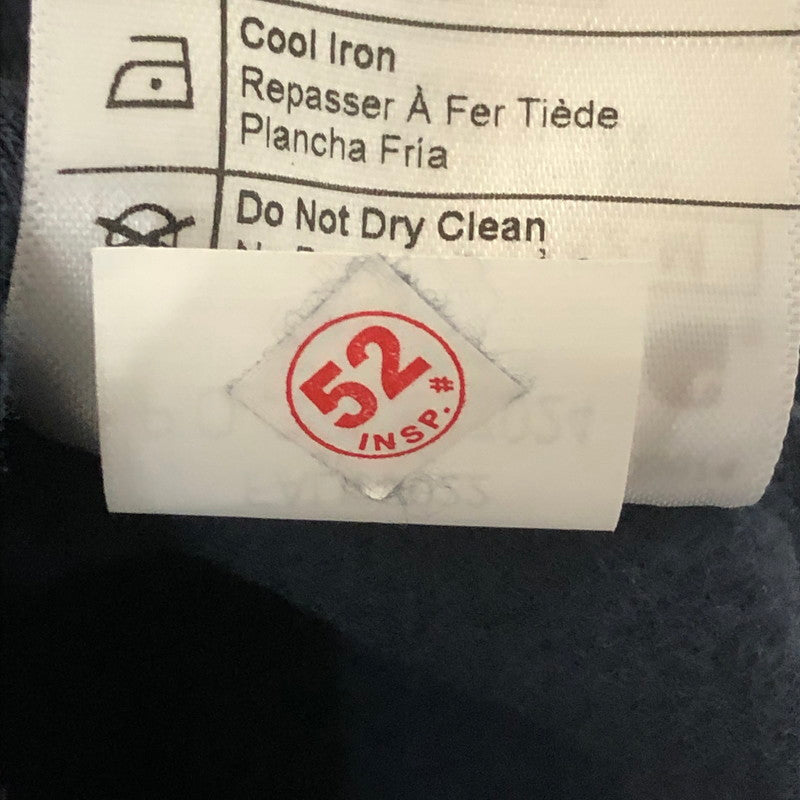 Cool Iron
Repasser À Fer Tiède
Plancha Fría
Do Not Dry Clean
52
INSP. #